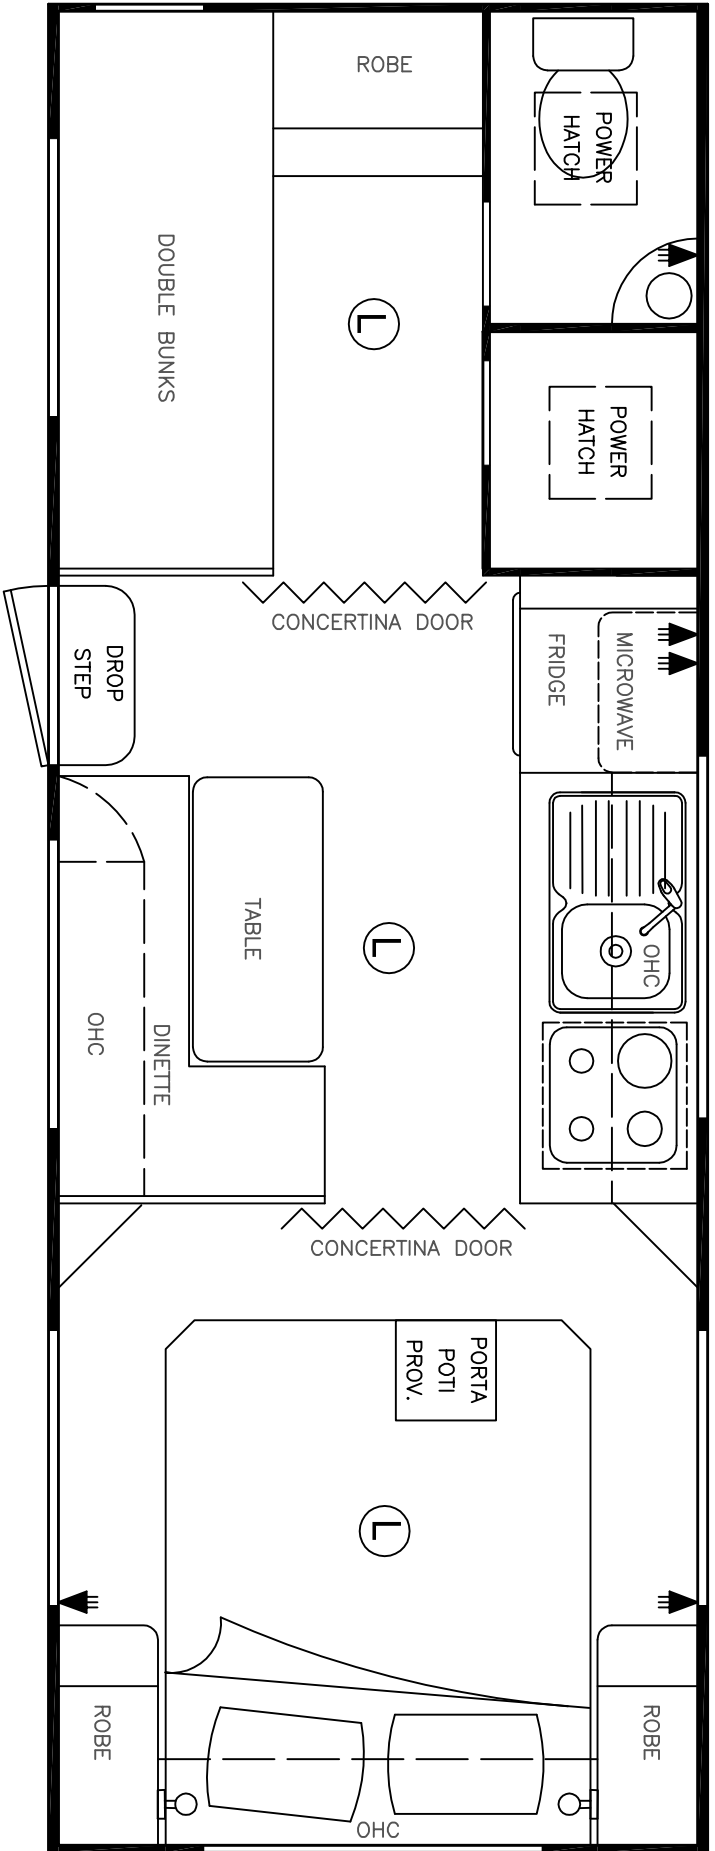 ROBE
POWER
HATCH
DOUBLE BUNKS
L
POWER
HATCH
CONCERTINA DOOR
DROP
STEP
FRIDGE
MICROWAVE
TABLE
L
OHC
OHC
DINETTE
CONCERTINA DOOR
PORTA
POTI
PROV.
L
ROBE
ROBE
OHC